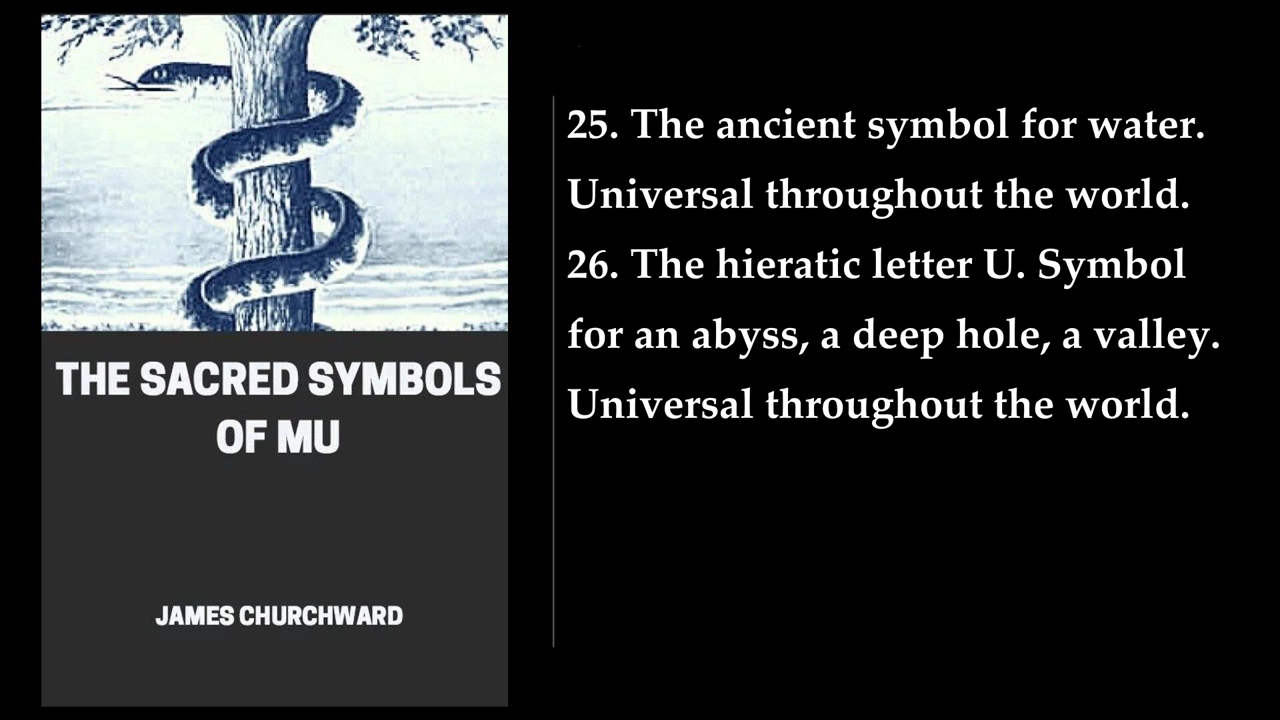 THE SACRED SYMBOLS
OF MU
JAMES CHURCHWARD
25. The ancient symbol for water.
Universal throughout the world.
26. The hieratic letter U. Symbol
for an abyss, a deep hole, a valley.
Universal throughout the world.